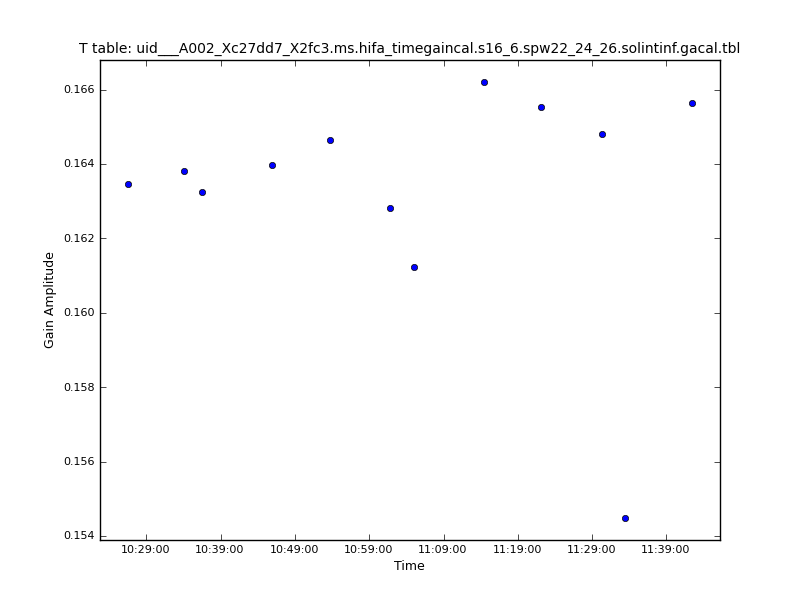 T table: uid___A002_Xc27dd7_X2fc3.ms.hifa_timegaincal.s16_6.spw22_24_26.solintinf.gacal.tbl
0.166
0.164
0.162
0.160
0.158
0.156
0.154
Gain Amplitude
10:29:00 10:39:00 10:49:00 10:59:00 11:09:00 11:19:00 11:29:00 11:39:00
Time